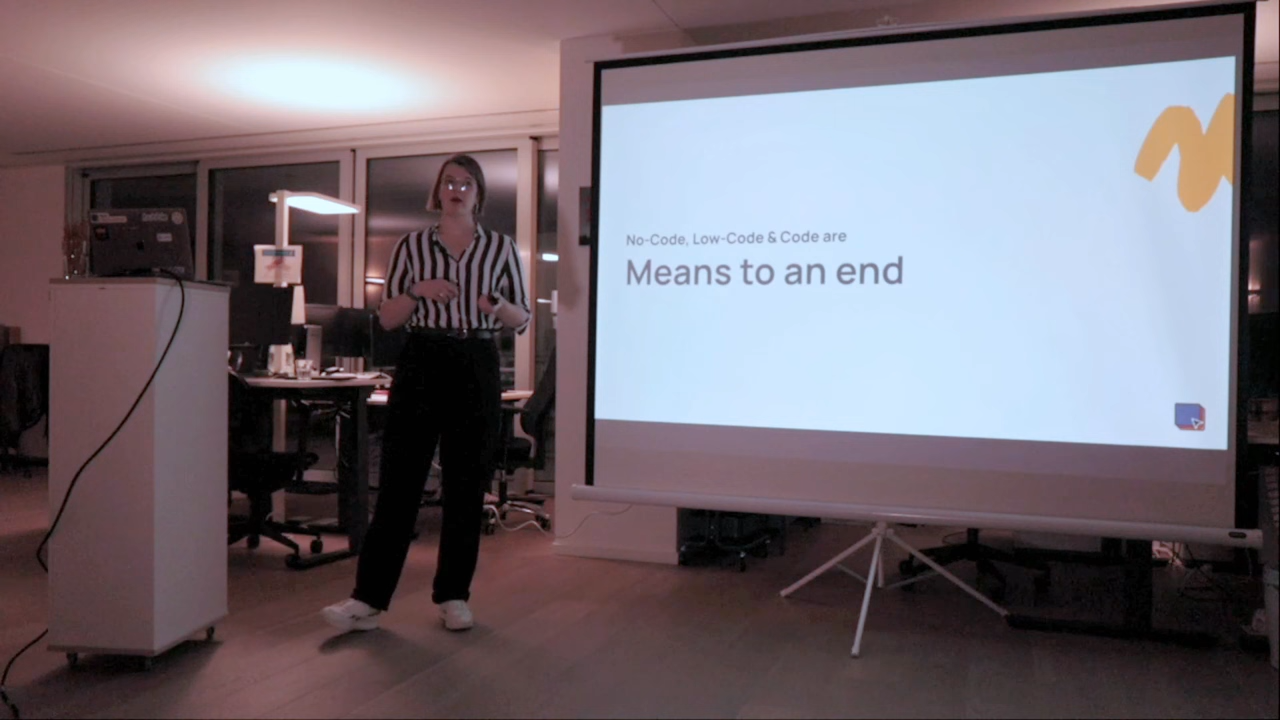 No-Code, Low-Code & Code are
Means to an end